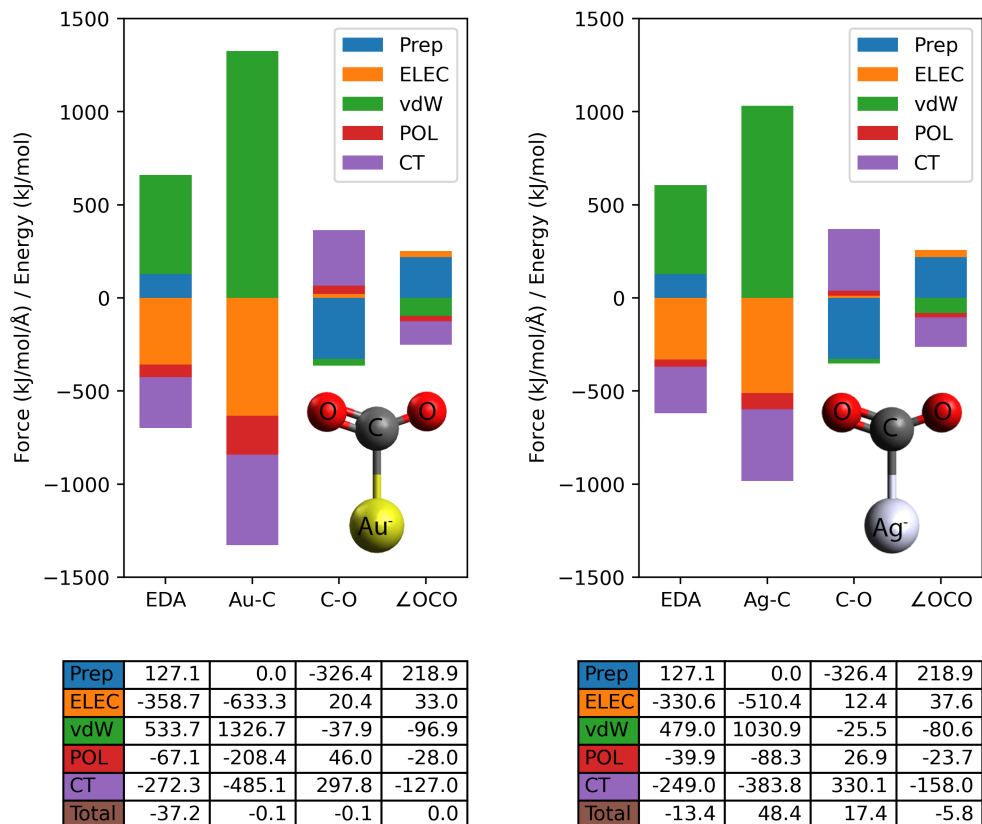 1500
1000
500
0
−500
−1000
−1500
Force (kJ/mol/Å) / Energy (kJ/mol)
Prep
ELEC
vdW
POL
CT
O C O
Au-
EDA Au-C C-O ∠OCO
Prep 127.1 0.0 -326.4 218.9
ELEC -358.7 -633.3 20.4 33.0
vdW 533.7 1326.7 -37.9 -96.9
POL -67.1 -208.4 46.0 -28.0
CT -272.3 -485.1 297.8 -127.0
Total -37.2 -0.1 -0.1 0.0
1500
1000
500
0
−500
−1000
−1500
Force (kJ/mol/Å) / Energy (kJ/mol)
Prep
ELEC
vdW
POL
CT
O C O
Ag-
EDA Ag-C C-O ∠OCO
Prep 127.1 0.0 -326.4 218.9
ELEC -330.6 -510.4 12.4 37.6
vdW 479.0 1030.9 -25.5 -80.6
POL -39.9 -88.3 26.9 -23.7
CT -249.0 -383.8 330.1 -158.0
Total -13.4 48.4 17.4 -5.8